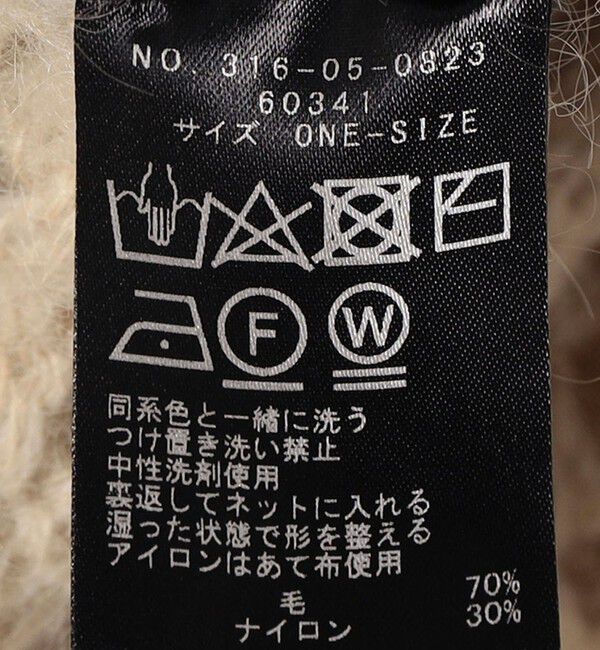 NO. 316-05-0823
60341
サイズ ONE-SIZE
F W
同系色と一緒に洗う
つけ置き洗い禁止
中性洗剤使用
裏返してネットに入れる
湿った状態で形を整える
アイロンはあて布使用
毛 70%
ナイロン 30%